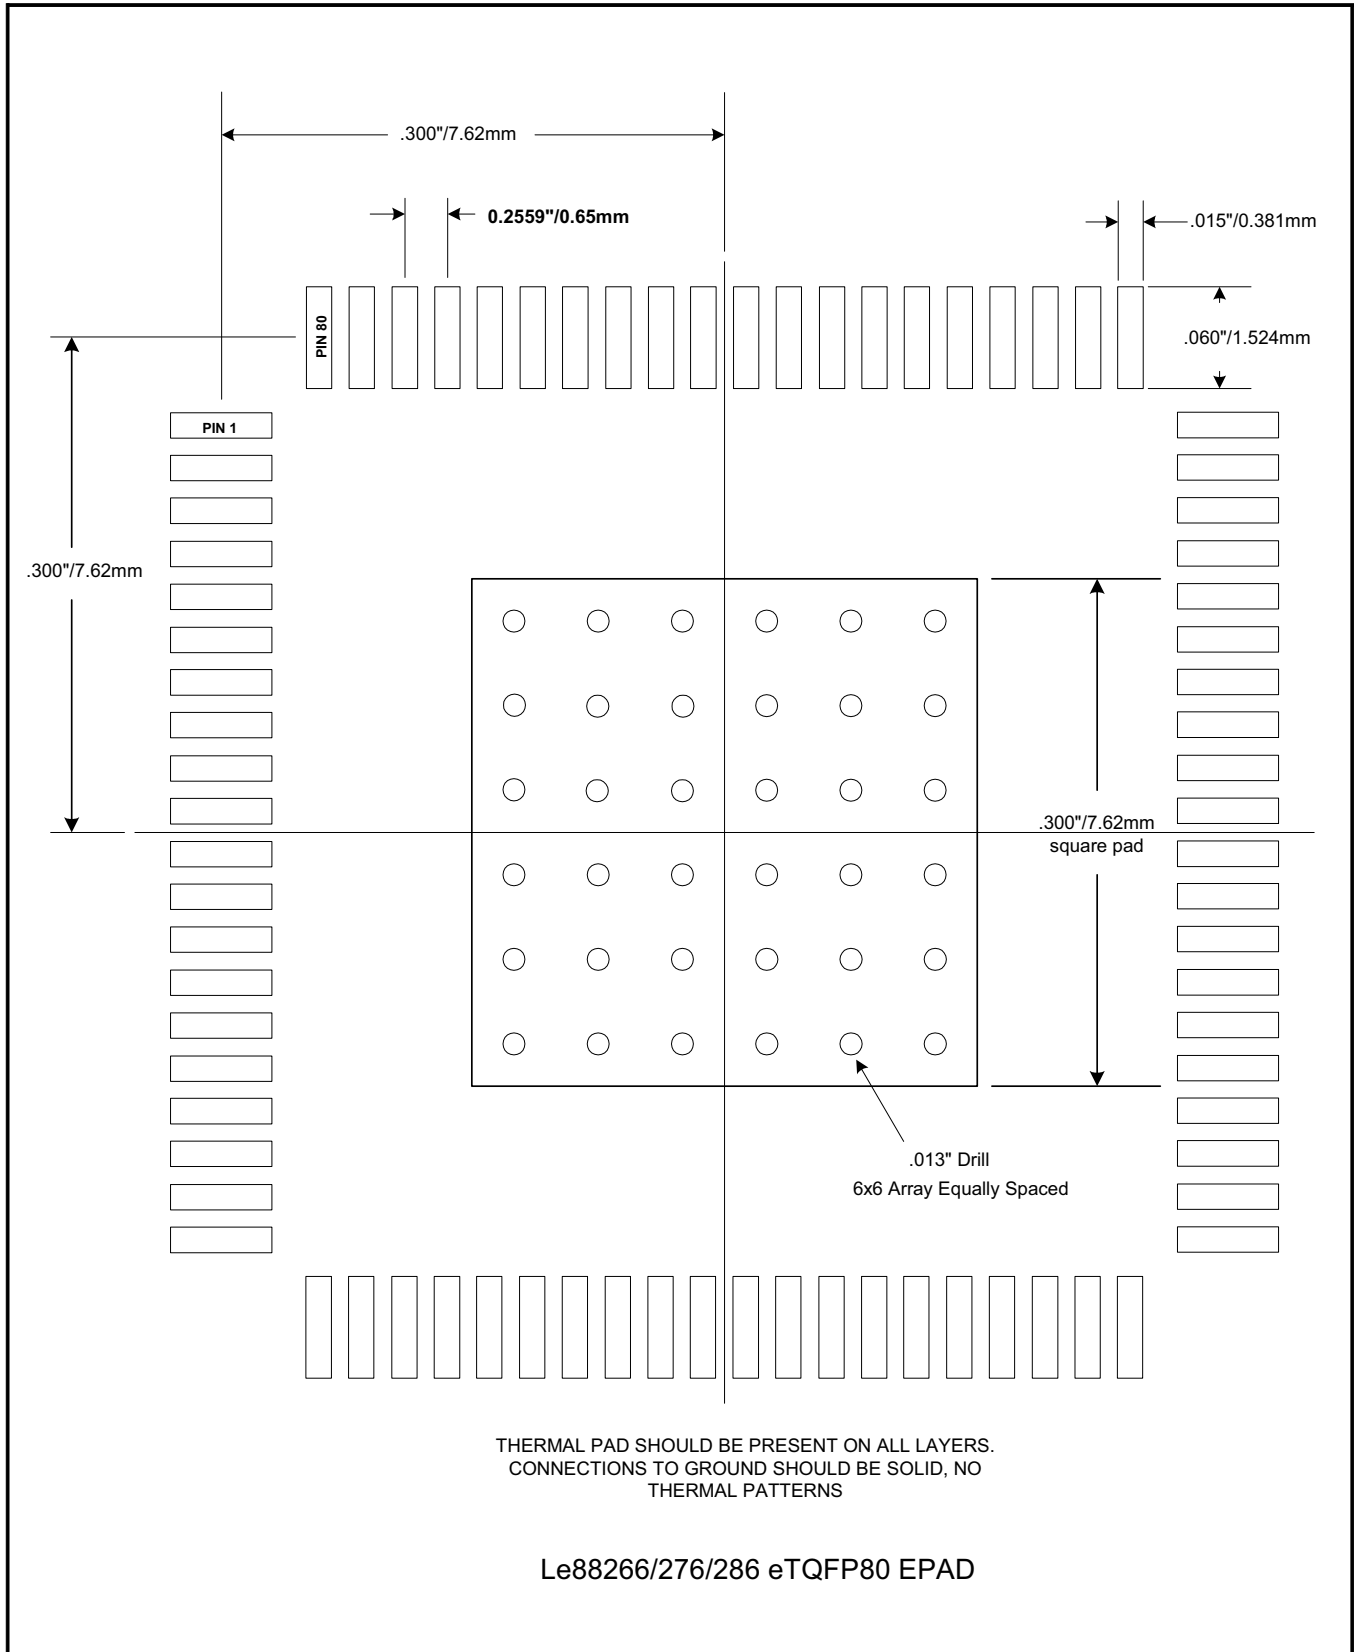 .300"/7.62mm
0.2559"/0.65mm
.015"/0.381mm
PIN 80
.060"/1.524mm
PIN 1
.300"/7.62mm
.300"/7.62mm
square pad
.013" Drill
6x6 Array Equally Spaced
THERMAL PAD SHOULD BE PRESENT ON ALL LAYERS.
CONNECTIONS TO GROUND SHOULD BE SOLID, NO
THERMAL PATTERNS
Le88266/276/286 eTQFP80 EPAD